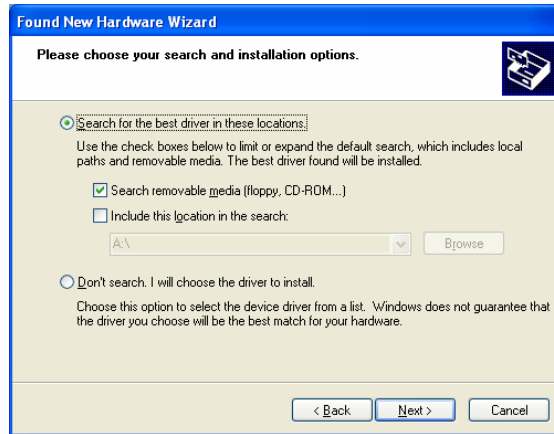 Found New Hardware Wizard
Please choose your search and installation options.
Search for the best driver in these locations.
Use the check boxes below to limit or expand the default search, which includes local
paths and removable media. The best driver found will be installed.
Search removable media (floppy, CD-ROM...)
Include this location in the search:
A:\
Browse
Don't search. I will choose the driver to install.
Choose this option to select the device driver from a list. Windows does not guarantee that
the driver you choose will be the best match for your hardware.
< Back
Next >
Cancel